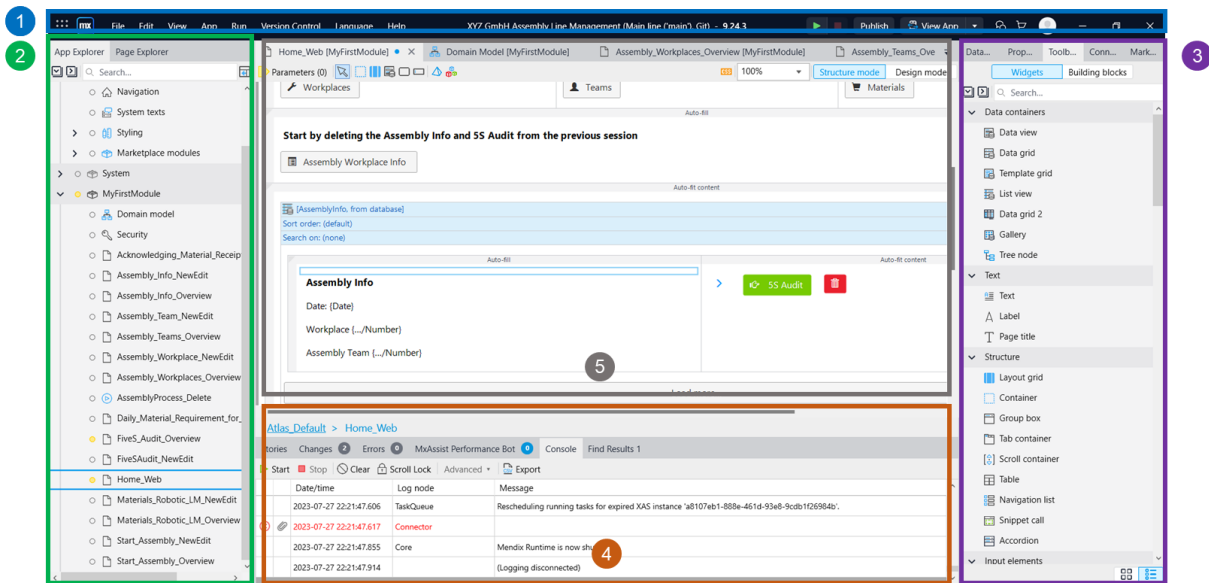 1
mx File Edit View App Run Version Control Language Help XYZ GmbH Assembly Line Management (Main line ('main'), Git) - 9.24.3 Publish View App
2
App Explorer Page Explorer
Search...
Navigation
System texts
Styling
Marketplace modules
System
MyFirstModule
Domain model
Security
Acknowledging_Material_Receip
Assembly_Info_NewEdit
Assembly_Info_Overview
Assembly_Team_NewEdit
Assembly_Teams_Overview
Assembly_Workplace_NewEdit
Assembly_Workplaces_Overview
AssemblyProcess_Delete
Daily_Material_Requirement_for_
FiveS_Audit_Overview
FiveSAudit_NewEdit
Home_Web
Materials_Robotic_LM_NewEdit
Materials_Robotic_LM_Overview
Start_Assembly_NewEdit
Start_Assembly_Overview
Home_Web [MyFirstModule] Domain Model [MyFirstModule] Assembly_Workplaces_Overview [MyFirstModule] Assembly_Teams_Ove
Parameters (0) 100% Structure mode Design mode
Workplaces Teams Materials
Auto-fill
Start by deleting the Assembly Info and 5S Audit from the previous session
Assembly Workplace Info
Auto-fit content
[AssemblyInfo, from database]
Sort order: (default)
Search on: (none)
Auto-fill Auto-fit content
Assembly Info
5S Audit
Date: {Date}
Workplace {.../Number}
Assembly Team {.../Number}
5
Load more
Atlas_Default > Home_Web
tories Changes 2 Errors 0 MxAssist Performance Bot 0 Console Find Results 1
Start Stop Clear Scroll Lock Advanced Export
Date/time Log node Message
2023-07-27 22:21:47.606 TaskQueue Rescheduling running tasks for expired XAS instance 'a8107eb1-888e-461d-93e8-9cdb1f26984b'.
2023-07-27 22:21:47.617 Connector
2023-07-27 22:21:47.855 Core Mendix Runtime is now shu
4
2023-07-27 22:21:47.914 (Logging disconnected)
3
Data... Prop... Toolb... Conn... Mark...
Widgets Building blocks
Search...
Data containers
Data view
Data grid
Template grid
List view
Data grid 2
Gallery
Tree node
Text
Text
Label
Page title
Structure
Layout grid
Container
Group box
Tab container
Scroll container
Table
Navigation list
Snippet call
Accordion
Input elements